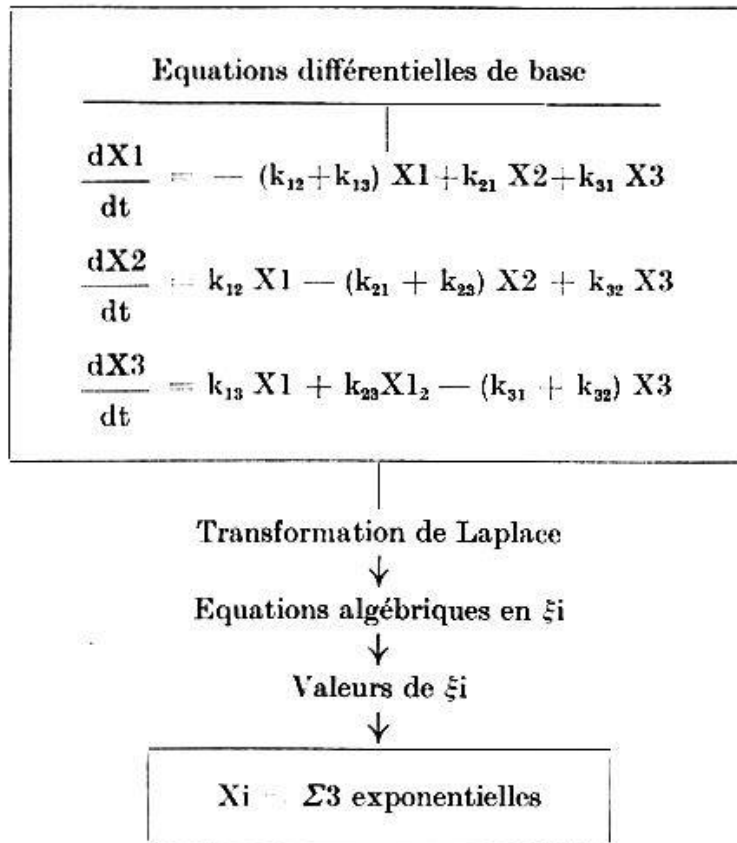 Equations différentielles de base
dX1/dt = — (k₁₂+k₁₃) X1+k₂₁ X2+k₃₁ X3
dX2/dt = k₁₂ X1 — (k₂₁ + k₂₃) X2 + k₃₂ X3
dX3/dt = k₁₃ X1 + k₂₃X1₂ — (k₃₁ + k₃₂) X3
Transformation de Laplace
↓
Equations algébriques en ξi
↓
Valeurs de ξi
↓
Xi = Σ3 exponentielles